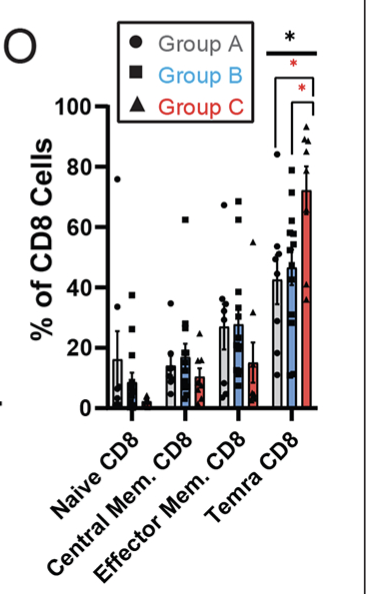 O
Group A
Group B
Group C
*
*
*
% of CD8 Cells
100
80
60
40
20
0
Naive CD8
Central Mem. CD8
Effector Mem. CD8
Temra CD8